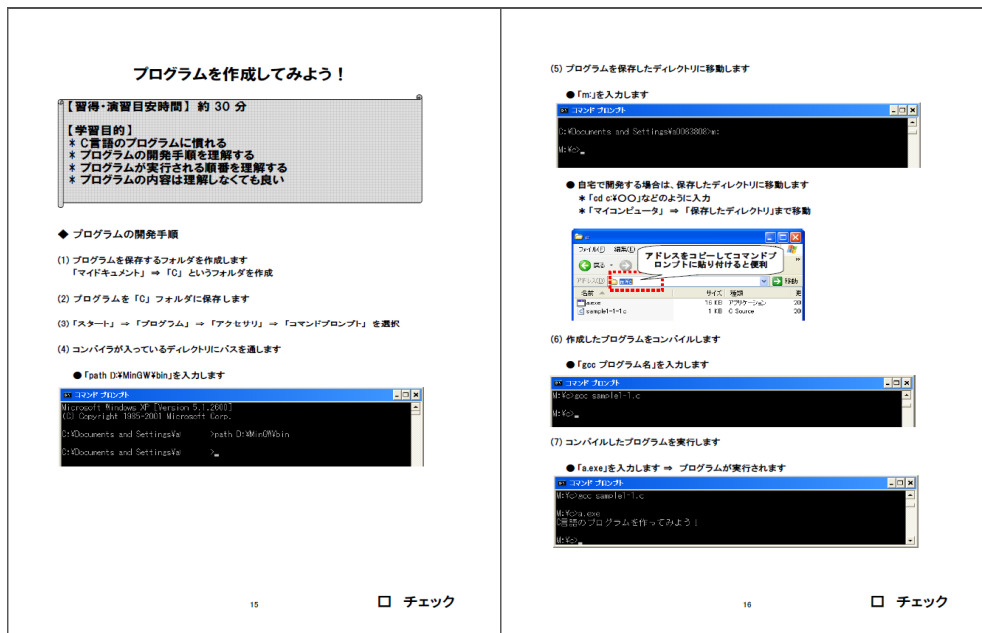 プログラムを作成してみよう!
【習得・演習目安時間】 約 30 分
【学習目的】
* C言語のプログラムに慣れる
* プログラムの開発手順を理解する
* プログラムが実行される順番を理解する
* プログラムの内容は理解しなくても良い
◆ プログラムの開発手順
(1) プログラムを保存するフォルダを作成します
「マイドキュメント」 ⇒ 「C」 というフォルダを作成
(2) プログラムを 「C」 フォルダに保存します
(3) 「スタート」 ⇒ 「プログラム」 ⇒ 「アクセサリ」 ⇒ 「コマンドプロンプト」 を選択
(4) コンパイラが入っているディレクトリにパスを通します
●「path D:¥MinGW¥bin」を入力します
コマンド プロンプト
Microsoft Windows XP [Version 5.1.2600]
(C) Copyright 1985-2001 Microsoft Corp.
C:¥Documents and Settings¥a >path D:¥MinGW¥bin
C:¥Documents and Settings¥a >_
15
□ チェック
(5) プログラムを保存したディレクトリに移動します
●「m:」を入力します
コマンド プロンプト
C:¥Documents and Settings¥a0063808>m:
M:¥c>_
● 自宅で開発する場合は、保存したディレクトリに移動します
* 「cd c:¥〇〇」などのように入力
* 「マイコンピュータ」 ⇒ 「保存したディレクトリ」まで移動
ファイル(F) 編集(E)
アドレスをコピーしてコマンドプ
ロンプトに貼り付けると便利
戻る
アドレス(D) 移動
名前 サイズ 種類
a.exe 16 KB アプリケーション 20
sample1-1-1.c 1 KB C Source 20
(6) 作成したプログラムをコンパイルします
●「gcc プログラム名」を入力します
コマンド プロンプト
M:¥c>gcc sample1-1.c
M:¥c>_
(7) コンパイルしたプログラムを実行します
●「a.exe」を入力します ⇒ プログラムが実行されます
コマンド プロンプト
M:¥c>gcc sample1-1.c
M:¥c>a.exe
C言語のプログラムを作ってみよう!
M:¥c>_
16
□ チェック